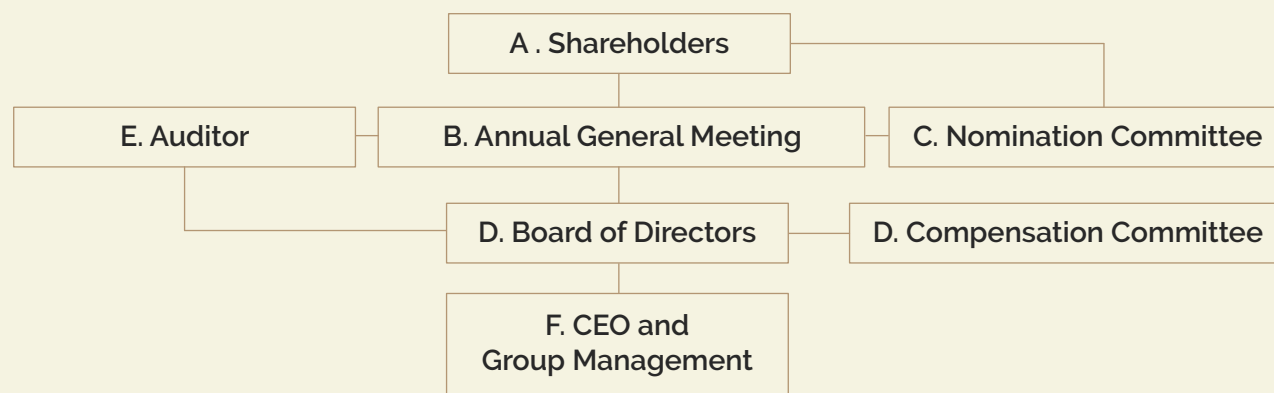 A . Shareholders
E. Auditor
B. Annual General Meeting
C. Nomination Committee
D. Board of Directors
D. Compensation Committee
F. CEO and
Group Management